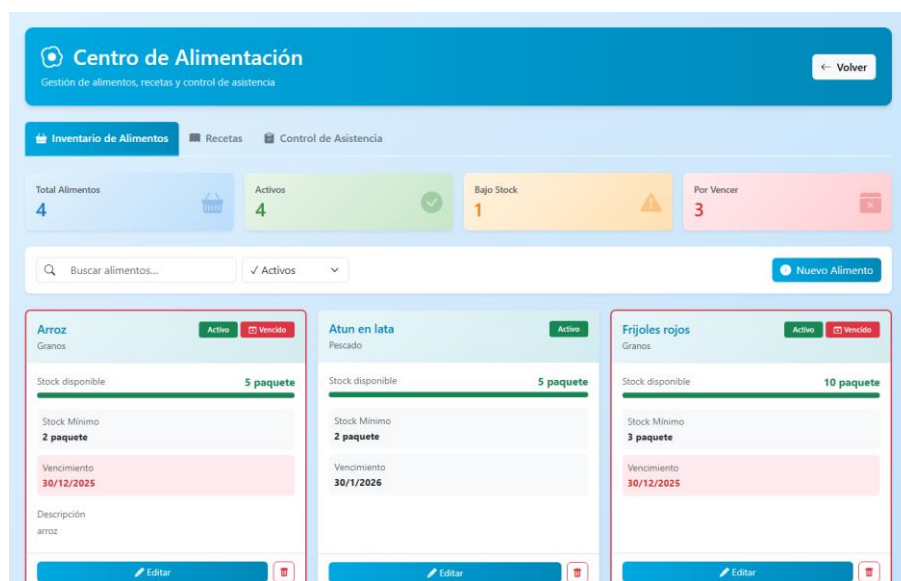 Centro de Alimentación
Gestión de alimentos, recetas y control de asistencia
← Volver
Inventario de Alimentos
Recetas
Control de Asistencia
Total Alimentos
4
Activos
4
Bajo Stock
1
Por Vencer
3
Buscar alimentos...
✓ Activos
Nuevo Alimento
Arroz
Activo
Vencido
Granos
Stock disponible
5 paquete
Stock Mínimo
2 paquete
Vencimiento
30/12/2025
Descripción
arroz
Editar
Atun en lata
Activo
Pescado
Stock disponible
5 paquete
Stock Mínimo
2 paquete
Vencimiento
30/1/2026
Editar
Frijoles rojos
Activo
Vencido
Granos
Stock disponible
10 paquete
Stock Mínimo
3 paquete
Vencimiento
30/12/2025
Editar